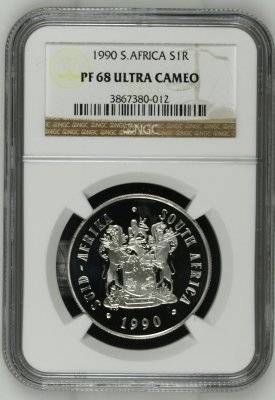 1990 S.AFRICA S1R
PF 68 ULTRA CAMEO
3867380-012
NGC
SUID-AFRIKA SOUTH AFRICA
1990